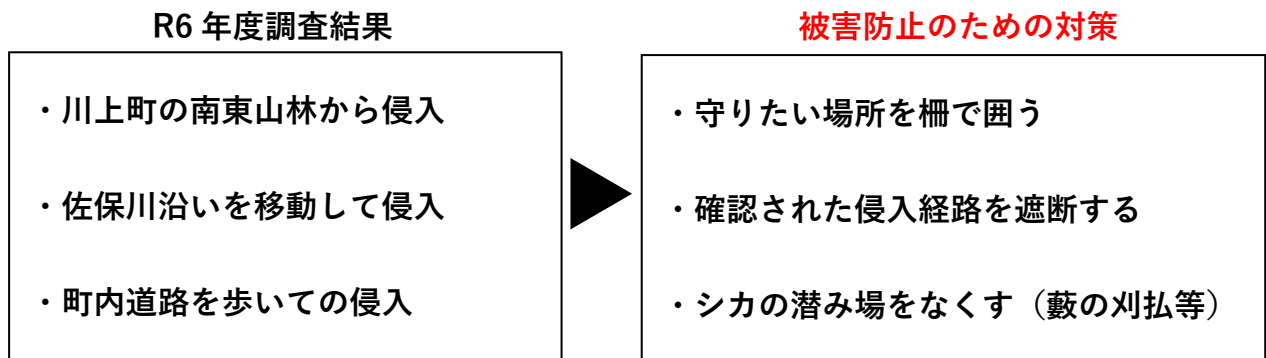 R6 年度調査結果
・川上町の南東山林から侵入
・佐保川沿いを移動して侵入
・町内道路を歩いての侵入
被害防止のための対策
・守りたい場所を柵で囲う
・確認された侵入経路を遮断する
・シカの潜み場をなくす（藪の刈払等）